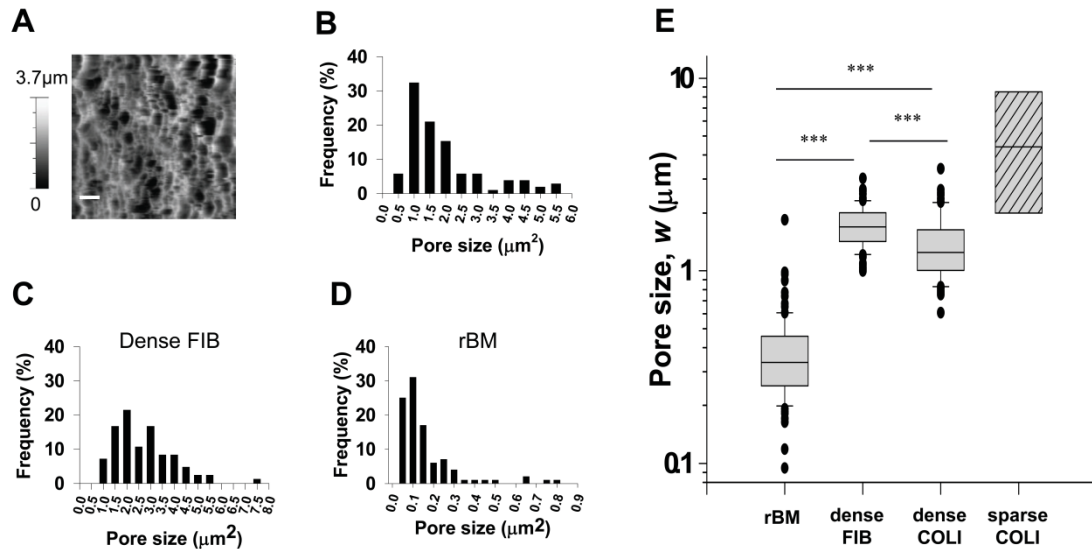 A
3.7μm
0
B
Frequency (%)
40
30
20
10
0
0.0 0.5 1.0 1.5 2.0 2.5 3.0 3.5 4.0 4.5 5.0 5.5 6.0
Pore size (μm²)
C
Dense FIB
Frequency (%)
40
30
20
10
0
0.0 0.5 1.0 1.5 2.0 2.5 3.0 3.5 4.0 4.5 5.0 5.5 6.0 6.5 7.0 7.5 8.0
Pore size (μm²)
D
rBM
Frequency (%)
40
30
20
10
0
0.0 0.1 0.2 0.3 0.4 0.5 0.6 0.7 0.8 0.9
Pore size (μm²)
E
Pore size, w (μm)
10
1
0.1
***
***
***
rBM
dense FIB
dense COLI
sparse COLI